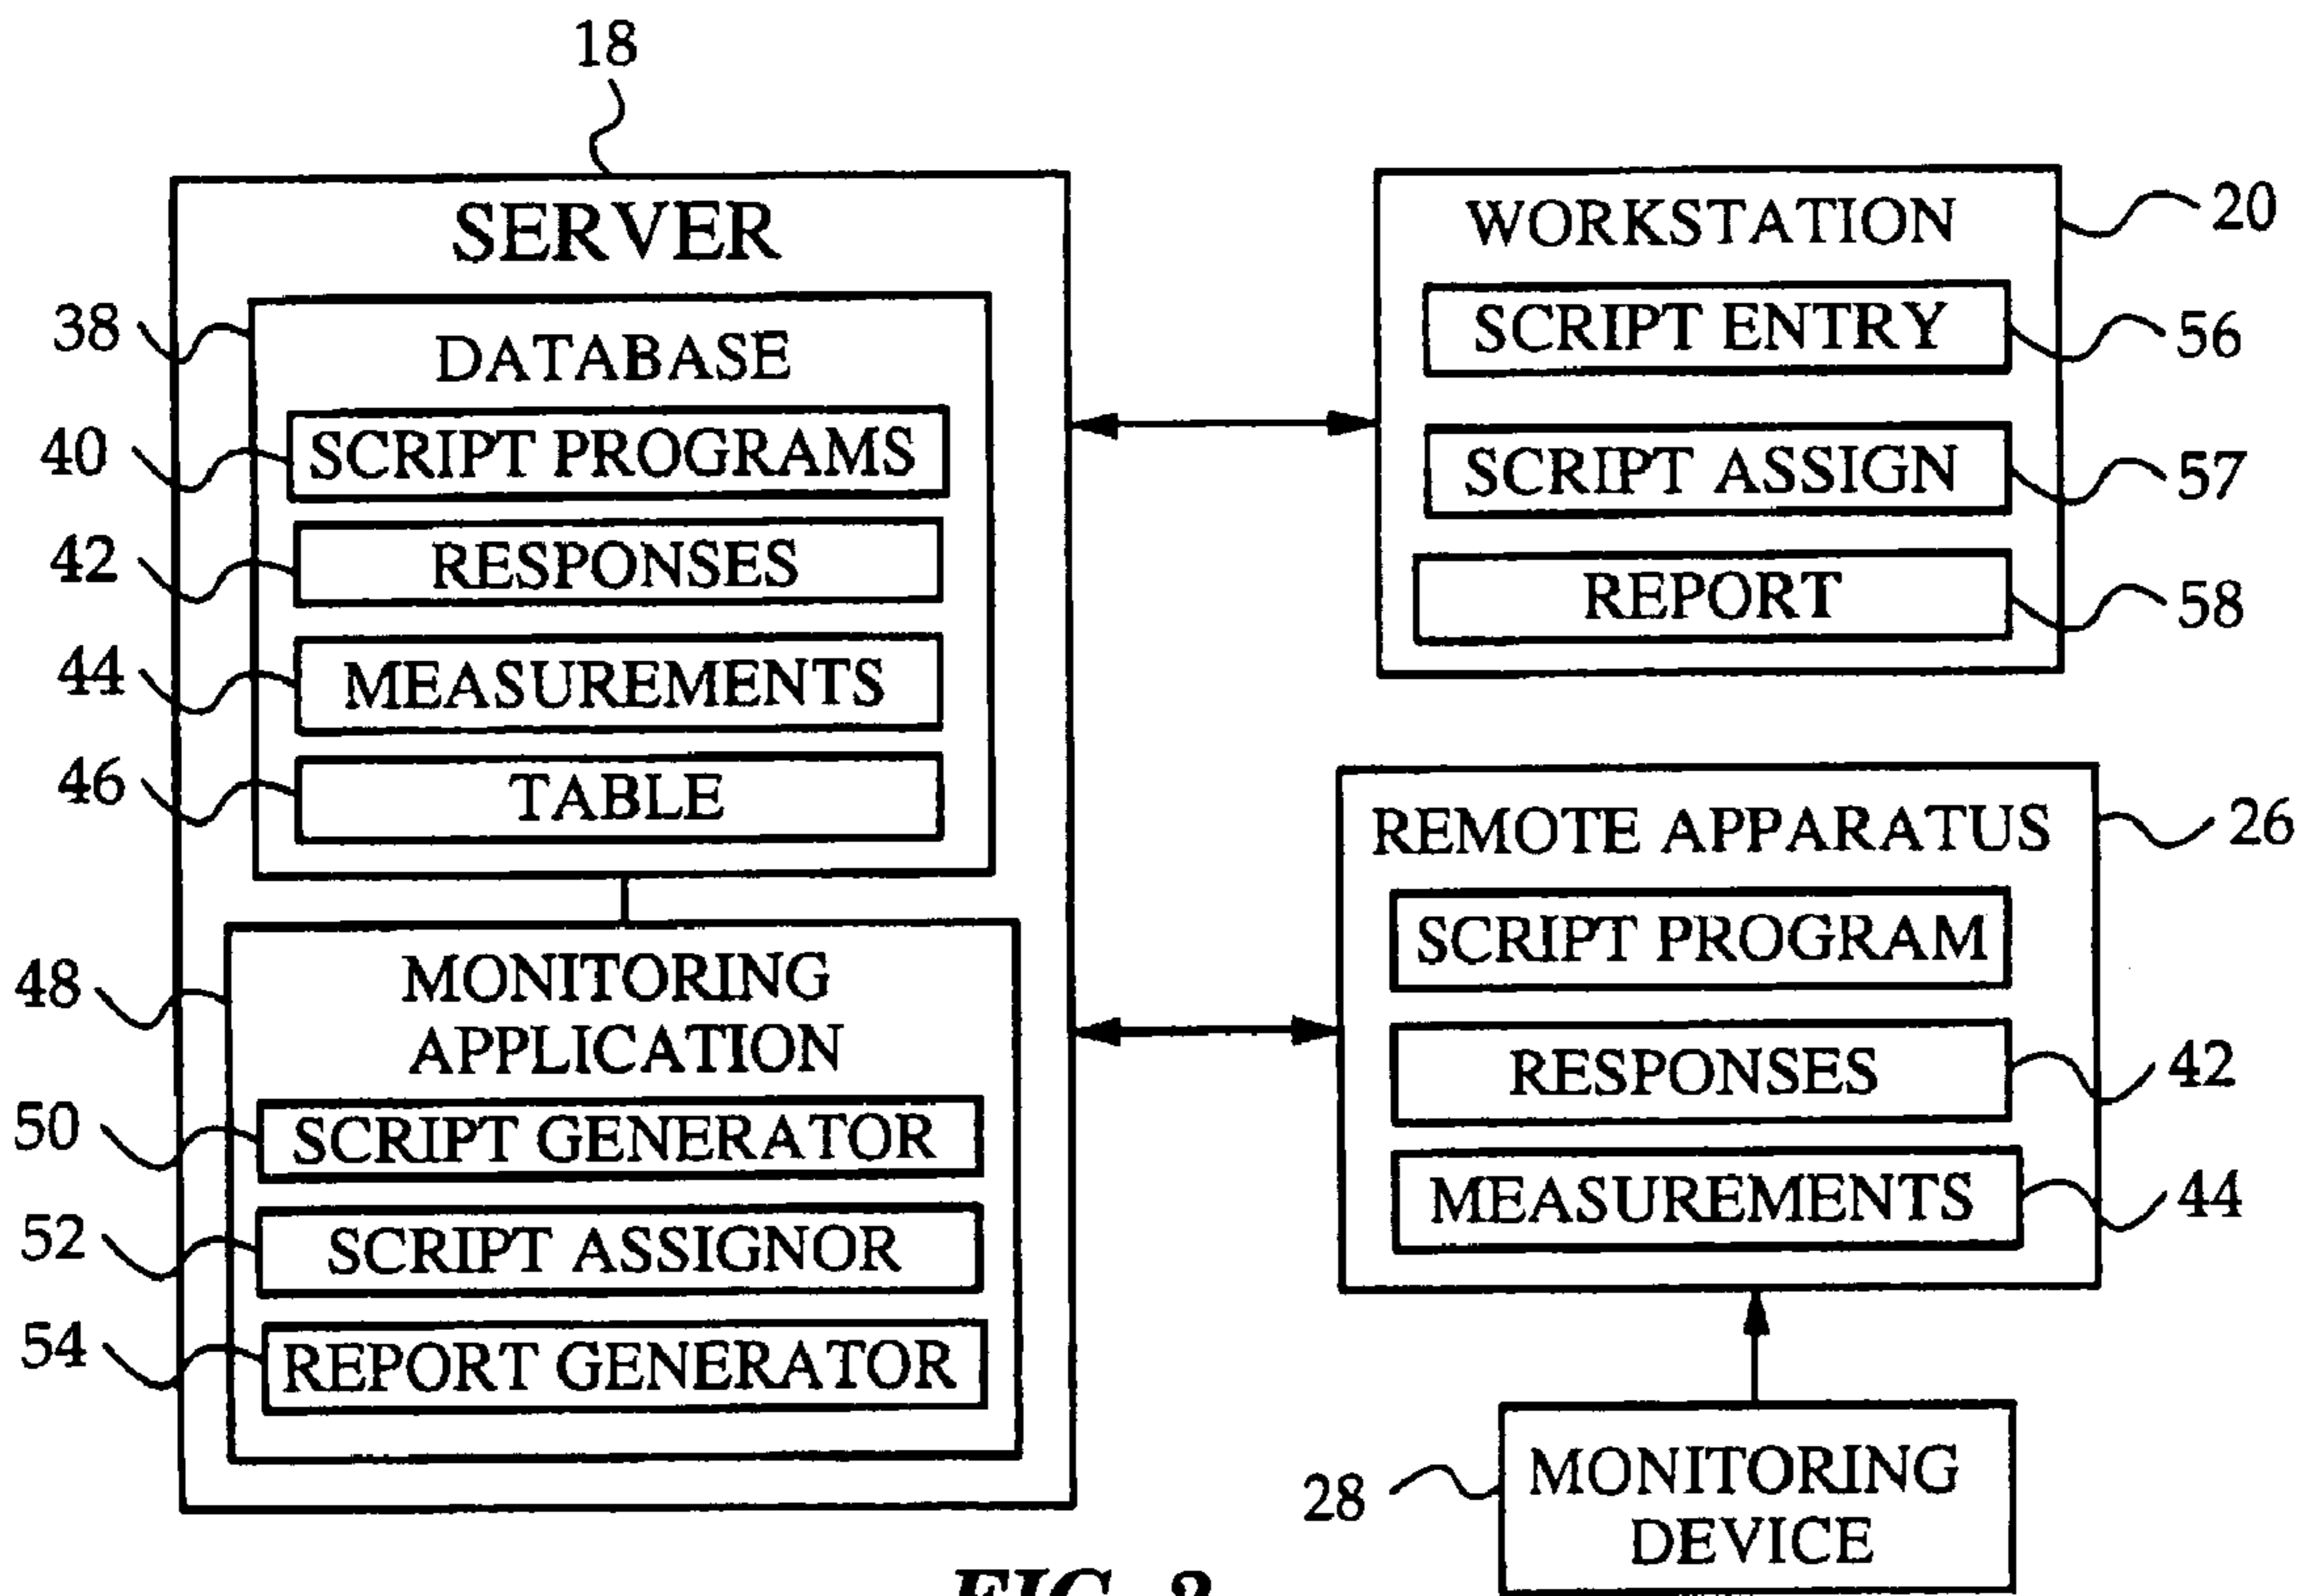 18
SERVER
38
DATABASE
40
SCRIPT PROGRAMS
42
RESPONSES
44
MEASUREMENTS
46
TABLE
48
MONITORING
APPLICATION
50
SCRIPT GENERATOR
52
SCRIPT ASSIGNOR
54
REPORT GENERATOR
WORKSTATION
20
SCRIPT ENTRY
56
SCRIPT ASSIGN
57
REPORT
58
REMOTE APPARATUS
26
SCRIPT PROGRAM
RESPONSES
42
MEASUREMENTS
44
28
MONITORING
DEVICE
FIG. 2